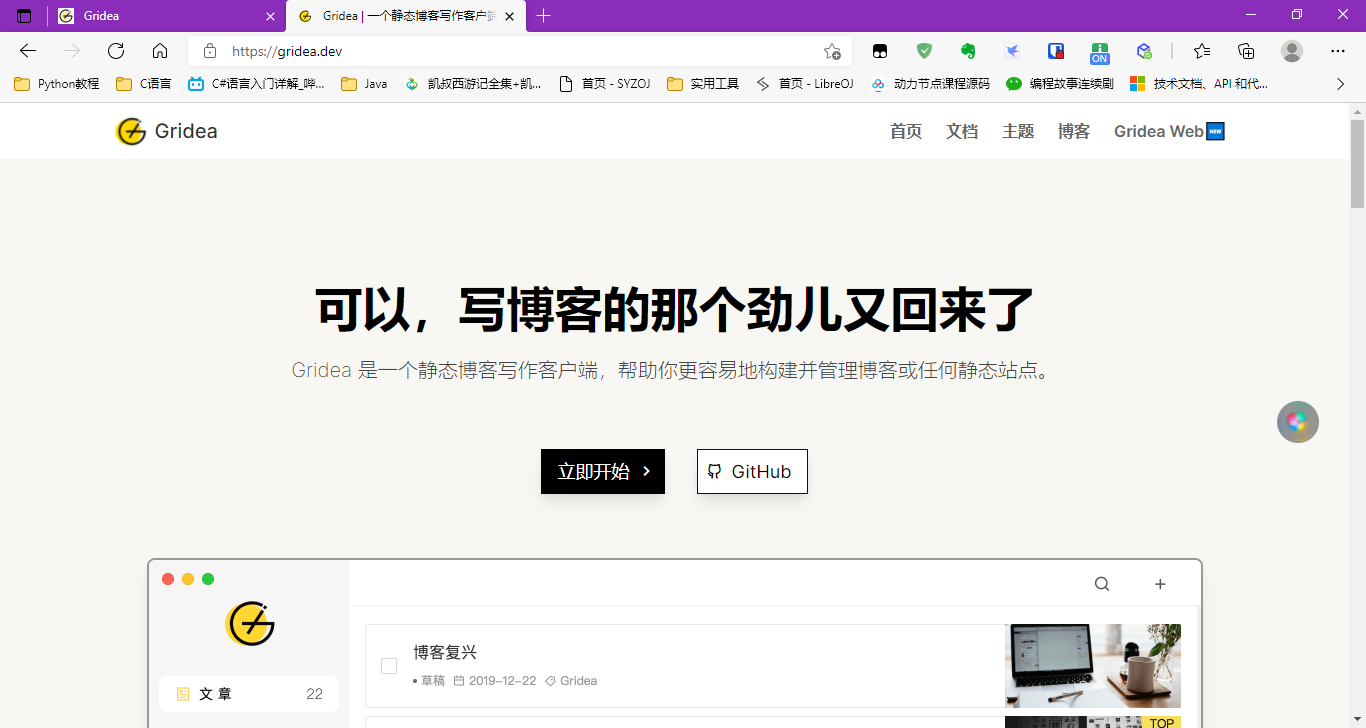 Gridea
Gridea | 一个静态博客写作客户端
https://gridea.dev
ON
Python教程
C语言
C#语言入门详解_哔...
Java
凯叔西游记全集+凯...
首页 - SYZOJ
实用工具
首页 - LibreOJ
动力节点课程源码
编程故事连续剧
技术文档、API 和代...
Gridea
首页
文档
主题
博客
Gridea Web
NEW
可以，写博客的那个劲儿又回来了
Gridea 是一个静态博客写作客户端，帮助你更容易地构建并管理博客或任何静态站点。
立即开始
GitHub
博客复兴
• 草稿 2019-12-22 Gridea
文章 22
TOP